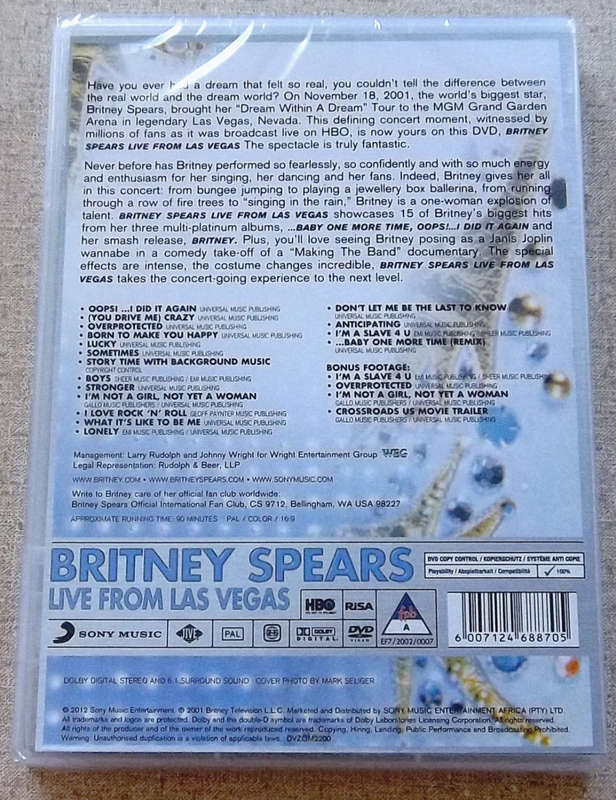 Have you ever had a dream that felt so real, you couldn't tell the difference between
the real world and the dream world? On November 18, 2001, the world's biggest star,
Britney Spears, brought her "Dream Within A Dream" Tour to the MGM Grand Garden
Arena in legendary Las Vegas, Nevada. This defining concert moment, witnessed by
millions of fans as it was broadcast live on HBO, is now yours on this DVD, BRITNEY
SPEARS LIVE FROM LAS VEGAS The spectacle is truly fantastic.
Never before has Britney performed so fearlessly, so confidently and with so much energy
and enthusiasm for her singing, her dancing and her fans. Indeed, Britney gives her all
in this concert: from bungee jumping to playing a jewellery box ballerina, from running
through a row of fire trees to "singing in the rain," Britney is a one-woman explosion of
talent. BRITNEY SPEARS LIVE FROM LAS VEGAS showcases 15 of Britney's biggest hits
from her three multi-platinum albums, ...BABY ONE MORE TIME, OOPS!...I DID IT AGAIN and
her smash release, BRITNEY. Plus, you'll love seeing Britney posing as a Janis Joplin
wannabe in a comedy take-off of a "Making The Band" documentary. The special
effects are intense, the costume changes incredible, BRITNEY SPEARS LIVE FROM LAS
VEGAS takes the concert-going experience to the next level.
• OOPS! ...I DID IT AGAIN UNIVERSAL MUSIC PUBLISHING
• (YOU DRIVE ME) CRAZY UNIVERSAL MUSIC PUBLISHING
• OVERPROTECTED UNIVERSAL MUSIC PUBLISHING
• BORN TO MAKE YOU HAPPY UNIVERSAL MUSIC PUBLISHING
• LUCKY UNIVERSAL MUSIC PUBLISHING
• SOMETIMES UNIVERSAL MUSIC PUBLISHING
• STORY TIME WITH BACKGROUND MUSIC
COPYRIGHT CONTROL
• BOYS SHEER MUSIC PUBLISHING / EMI MUSIC PUBLISHING
• STRONGER UNIVERSAL MUSIC PUBLISHING
• I'M NOT A GIRL, NOT YET A WOMAN
GALLO MUSIC PUBLISHERS / UNIVERSAL MUSIC PUBLISHING
• I LOVE ROCK 'N' ROLL GEOFF PAYNTER MUSIC PUBLISHING
• WHAT IT'S LIKE TO BE ME UNIVERSAL MUSIC PUBLISHING
• LONELY EMI MUSIC PUBLISHING / UNIVERSAL MUSIC PUBLISHING
• DON'T LET ME BE THE LAST TO KNOW
UNIVERSAL MUSIC PUBLISHING
• ANTICIPATING UNIVERSAL MUSIC PUBLISHING
• I'M A SLAVE 4 U EMI MUSIC PUBLISHING / SHEER MUSIC PUBLISHING
• ...BABY ONE MORE TIME (REMIX)
UNIVERSAL MUSIC PUBLISHING
BONUS FOOTAGE:
• I'M A SLAVE 4 U EMI MUSIC PUBLISHING / SHEER MUSIC PUBLISHING
• OVERPROTECTED UNIVERSAL MUSIC PUBLISHING
• I'M NOT A GIRL, NOT YET A WOMAN
GALLO MUSIC PUBLISHERS / UNIVERSAL MUSIC PUBLISHING
• CROSSROADS US MOVIE TRAILER
GALLO MUSIC PUBLISHERS / UNIVERSAL MUSIC PUBLISHING
Management: Larry Rudolph and Johnny Wright for Wright Entertainment Group WEG
Legal Representation: Rudolph & Beer, LLP
WWW.BRITNEY.COM • WWW.BRITNEYSPEARS.COM • WWW.SONYMUSIC.COM
Write to Britney care of her official fan club worldwide:
Britney Spears Official International Fan Club, CS 9712, Bellingham, WA USA 98227
APPROXIMATE RUNNING TIME: 90 MINUTES PAL / COLOR / 16:9
BRITNEY SPEARS
LIVE FROM LAS VEGAS
DVD COPY CONTROL / KOPIERSCHUTZ / SYSTÈME ANTI COPIE
Playability / Abspielbarkeit / Compatibilité 100%
HBO
RiSA
fpb
A
EF7/2002/0007
6 007124 688705
SONY MUSIC
JIVE
PAL
DOLBY
DIGITAL
DVD
VIDEO
DOLBY DIGITAL STEREO AND 5.1 SURROUND SOUND COVER PHOTO BY MARK SELIGER
© 2012 Sony Music Entertainment. ℗ 2001 Britney Television L.L.C. Marketed and Distributed by SONY MUSIC ENTERTAINMENT AFRICA (PTY) LTD.
All trademarks and logos are protected. Dolby and the double-D symbol are trademarks of Dolby Laboratories Licensing Corporation. All rights reserved.
All rights of the producer and of the owner of the work reproduced reserved. Copying, Hiring, Lending, Public Performance and Broadcasting Prohibited.
Warning: Unauthorised duplication is a violation of applicable laws.